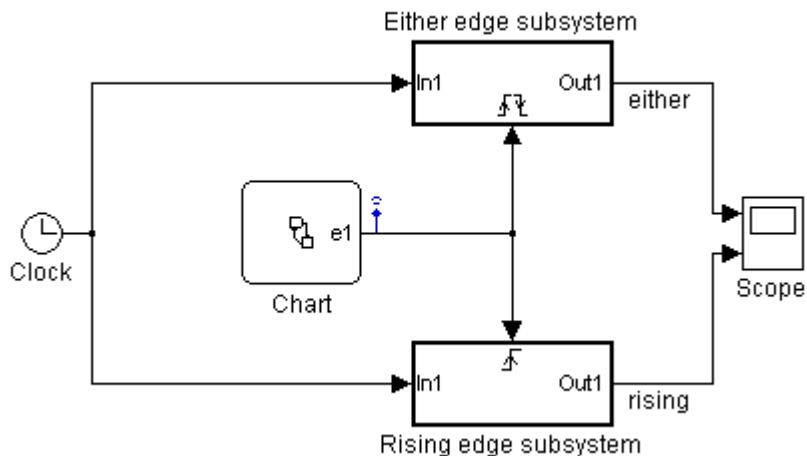 Either edge subsystem
In1
Out1
either
e1
Clock
Chart
Scope
In1
Out1
rising
Rising edge subsystem